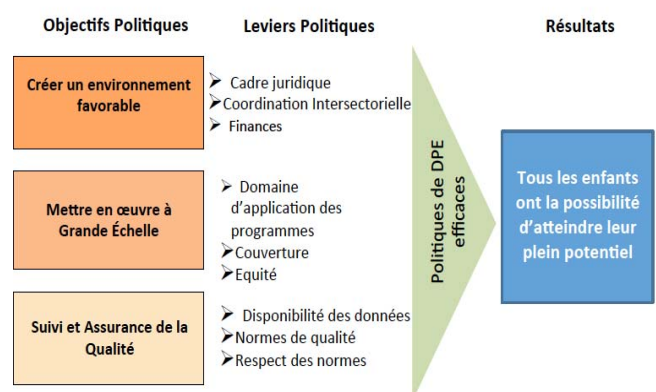 Objectifs Politiques
Leviers Politiques
Résultats
Créer un environnement
favorable
➢ Cadre juridique
➢Coordination Intersectorielle
➢ Finances
Mettre en œuvre à
Grande Échelle
➢ Domaine
d’application des
programmes
➢Couverture
➢Equité
Suivi et Assurance de la
Qualité
➢ Disponibilité des données
➢Normes de qualité
➢Respect des normes
Politiques de DPE
efficaces
Tous les enfants
ont la possibilité
d’atteindre leur
plein potentiel